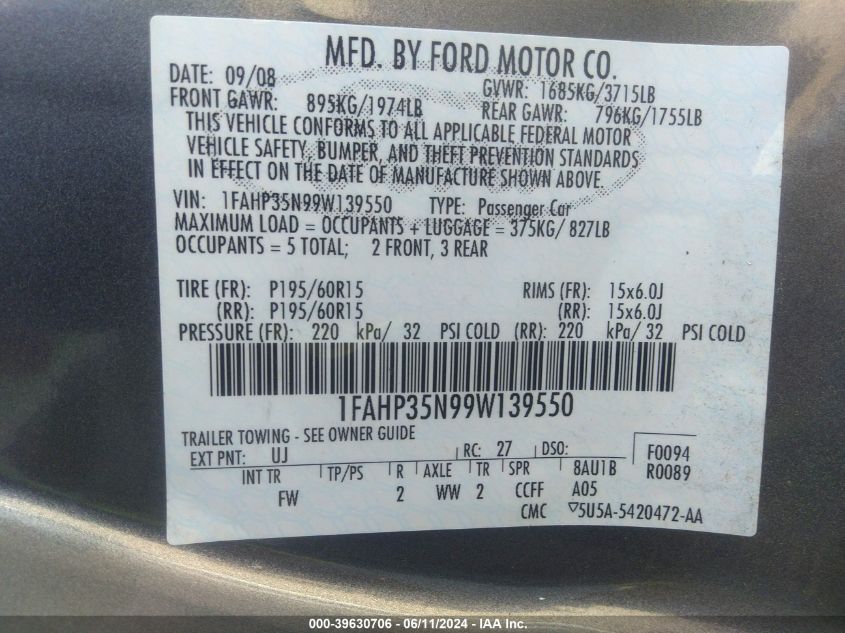 MFD. BY FORD MOTOR CO.
DATE: 09/08 GVWR: 1685KG/3715LB
FRONT GAWR: 895KG/1974LB REAR GAWR: 796KG/1755LB
THIS VEHICLE CONFORMS TO ALL APPLICABLE FEDERAL MOTOR
VEHICLE SAFETY, BUMPER, AND THEFT PREVENTION STANDARDS
IN EFFECT ON THE DATE OF MANUFACTURE SHOWN ABOVE.
VIN: 1FAHP35N99W139550 TYPE: Passenger Car
MAXIMUM LOAD = OCCUPANTS + LUGGAGE = 375KG/ 827LB
OCCUPANTS = 5 TOTAL; 2 FRONT, 3 REAR
TIRE (FR): P195/60R15 RIMS (FR): 15x6.0J
(RR): P195/60R15 (RR): 15x6.0J
PRESSURE (FR): 220 kPa/ 32 PSI COLD (RR): 220 kPa/ 32 PSI COLD
1FAHP35N99W139550
TRAILER TOWING - SEE OWNER GUIDE
EXT PNT: UJ RC: 27 DSO: F0094
R0089
INT TR TP/PS R AXLE TR SPR 8AU1B
FW 2 WW 2 CCFF A05
CMC ▽5U5A-5420472-AA
000-39630706 - 06/11/2024 - IAA Inc.